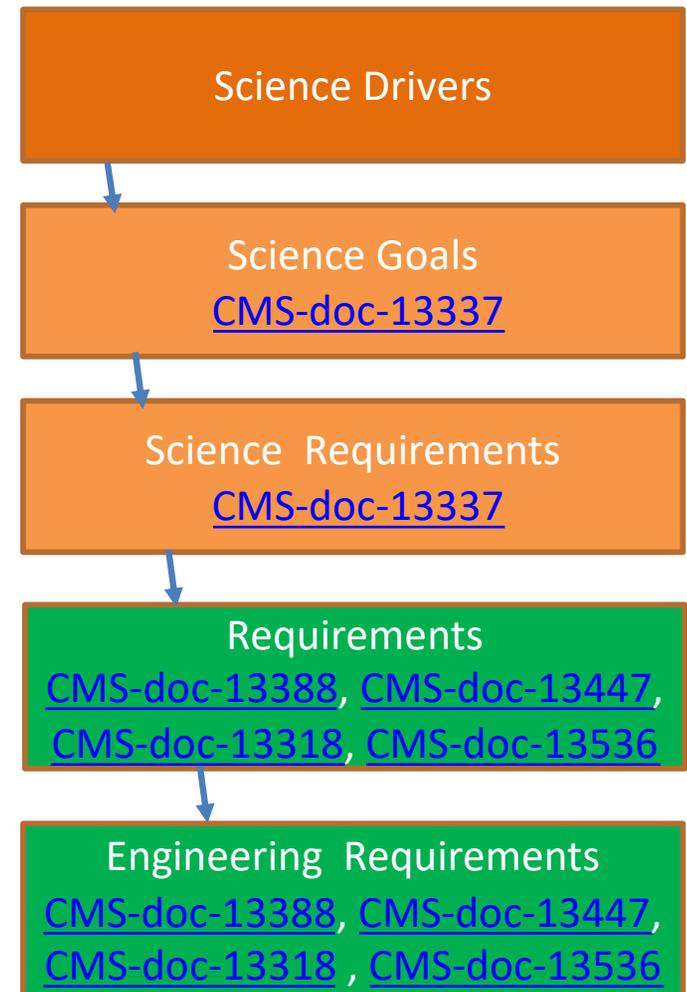 Science Drivers
Science Goals
CMS-doc-13337
Science  Requirements
CMS-doc-13337
Requirements
CMS-doc-13388, CMS-doc-13447,
CMS-doc-13318, CMS-doc-13536
Engineering  Requirements
CMS-doc-13388, CMS-doc-13447,
CMS-doc-13318 , CMS-doc-13536